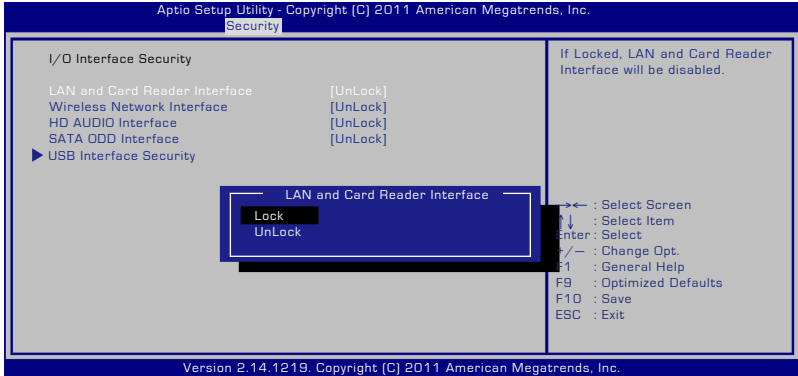 Aptio Setup Utility - Copyright (C) 2011 American Megatrends, Inc.
Security
I/O Interface Security
LAN and Card Reader Interface [UnLock]
Wireless Network Interface [UnLock]
HD AUDIO Interface [UnLock]
SATA ODD Interface [UnLock]
USB Interface Security
LAN and Card Reader Interface
Lock
UnLock
If Locked, LAN and Card Reader
Interface will be disabled.
→← : Select Screen
↑↓ : Select Item
Enter : Select
+/— : Change Opt.
F1 : General Help
F9 : Optimized Defaults
F10 : Save
ESC : Exit
Version 2.14.1219. Copyright (C) 2011 American Megatrends, Inc.